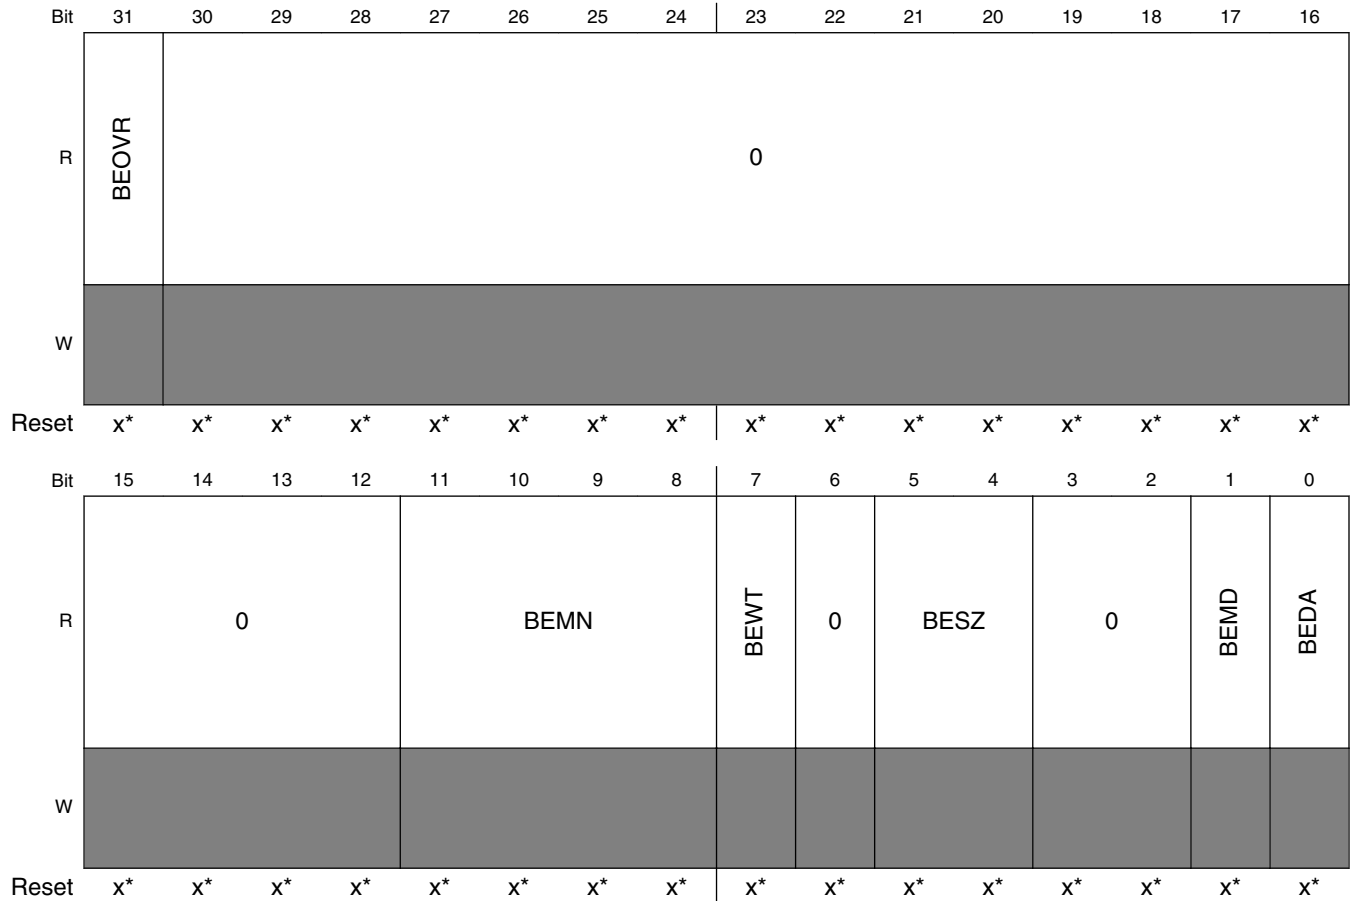 Bit 31 30 29 28 27 26 25 24 23 22 21 20 19 18 17 16
R BEOVR 0
W
Reset x* x* x* x* x* x* x* x* x* x* x* x* x* x* x* x*
Bit 15 14 13 12 11 10 9 8 7 6 5 4 3 2 1 0
R 0 BEMN BEWT 0 BESZ 0 BEMD BEDA
W
Reset x* x* x* x* x* x* x* x* x* x* x* x* x* x* x* x*